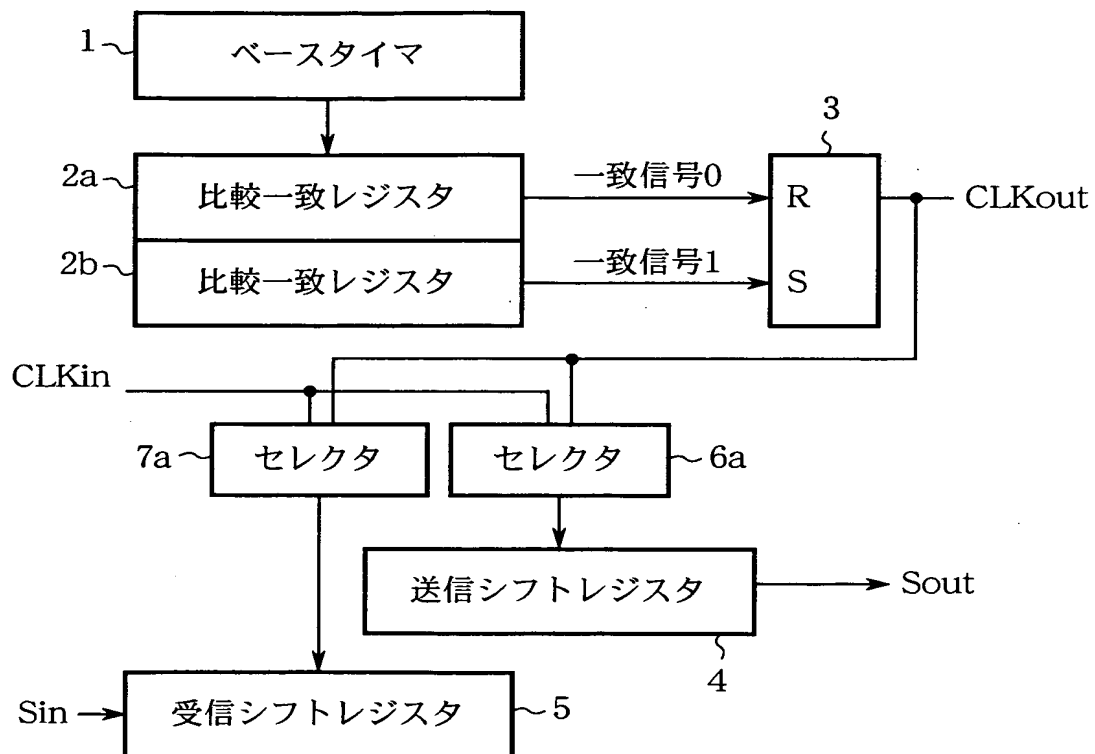 1
ベースタイマ
3
2a
比較一致レジスタ
一致信号0
R
CLKout
2b
比較一致レジスタ
一致信号1
S
CLKin
7a
セレクタ
セレクタ
6a
送信シフトレジスタ
Sout
4
Sin
受信シフトレジスタ
5